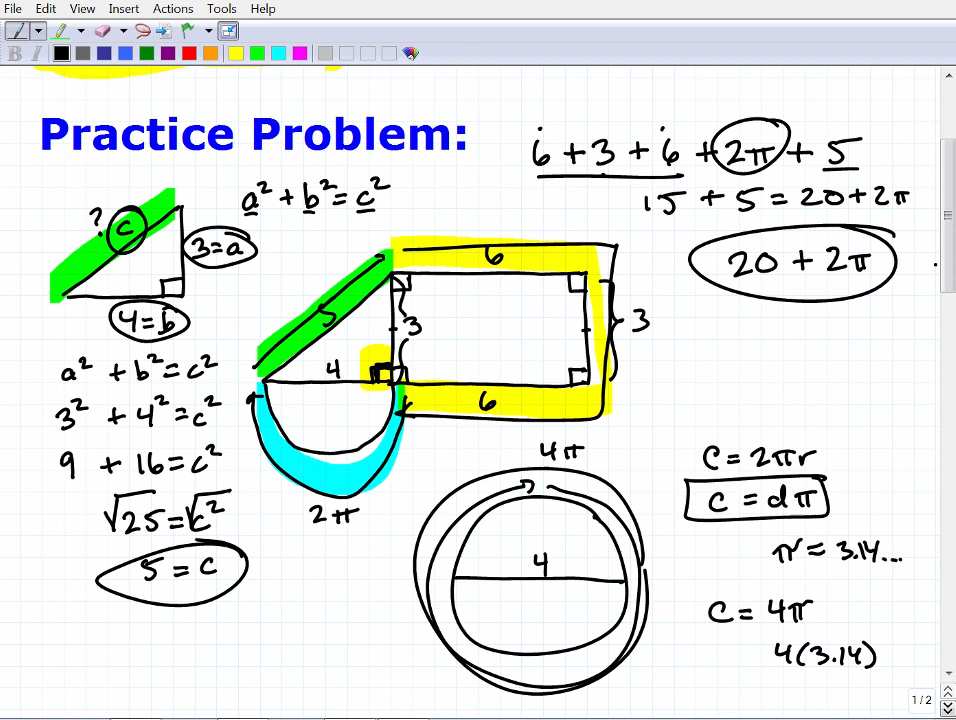 File Edit View Insert Actions Tools Help
B I
Practice Problem:
6 + 3 + 6 + 2π + 5
15 + 5 = 20 + 2π
20 + 2π
a² + b² = c²
? c
3 = a
4 = b
a² + b² = c²
3² + 4² = c²
9 + 16 = c²
√25 = √c²
5 = c
6
5
3
3
4
6
2π
4π
4
C = 2πr
C = dπ
π = 3.14...
C = 4π
4(3.14)
1 / 2